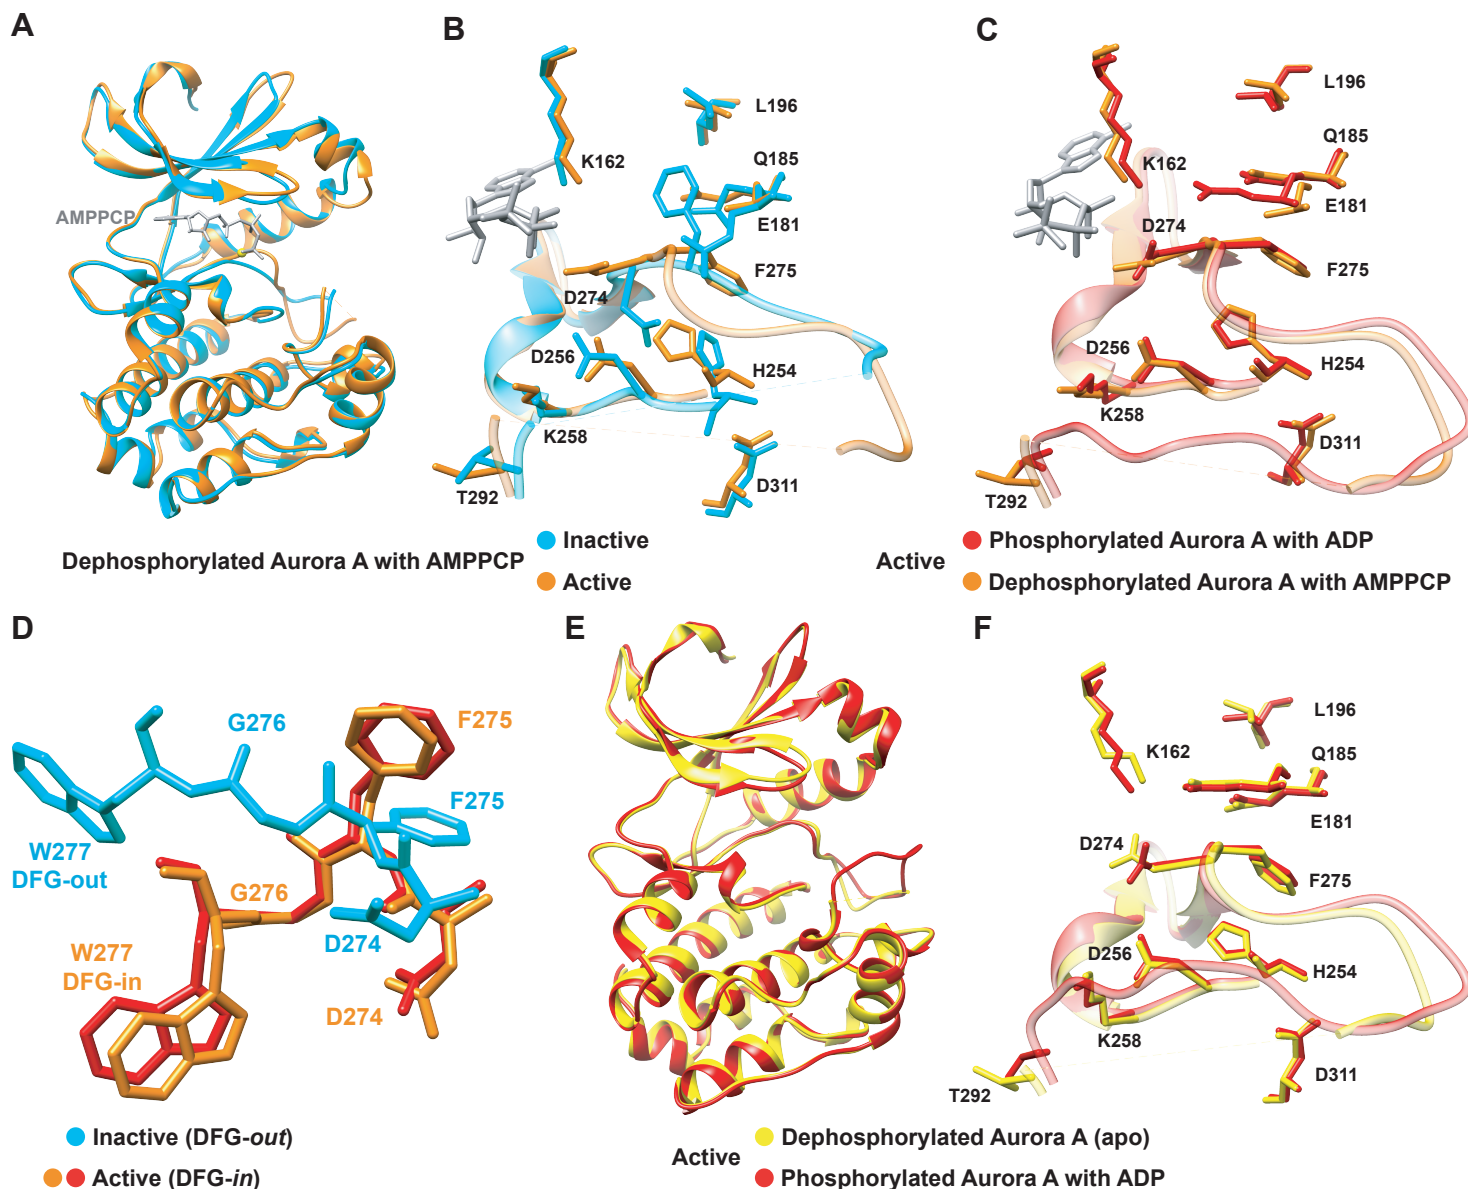 A
AMPPCP
B
L196
K162
Q185
E181
D274
F275
D256
H254
K258
T292
D311
C
L196
K162
Q185
E181
D274
F275
D256
H254
K258
D311
T292
Dephosphorylated Aurora A with AMPPCP
Inactive
Active
Active
Phosphorylated Aurora A with ADP
Dephosphorylated Aurora A with AMPPCP
D
G276
F275
F275
W277
DFG-out
G276
D274
W277
DFG-in
D274
Inactive (DFG-out)
Active (DFG-in)
E
Active
Dephosphorylated Aurora A (apo)
Phosphorylated Aurora A with ADP
F
L196
K162
Q185
E181
D274
F275
D256
H254
K258
D311
T292